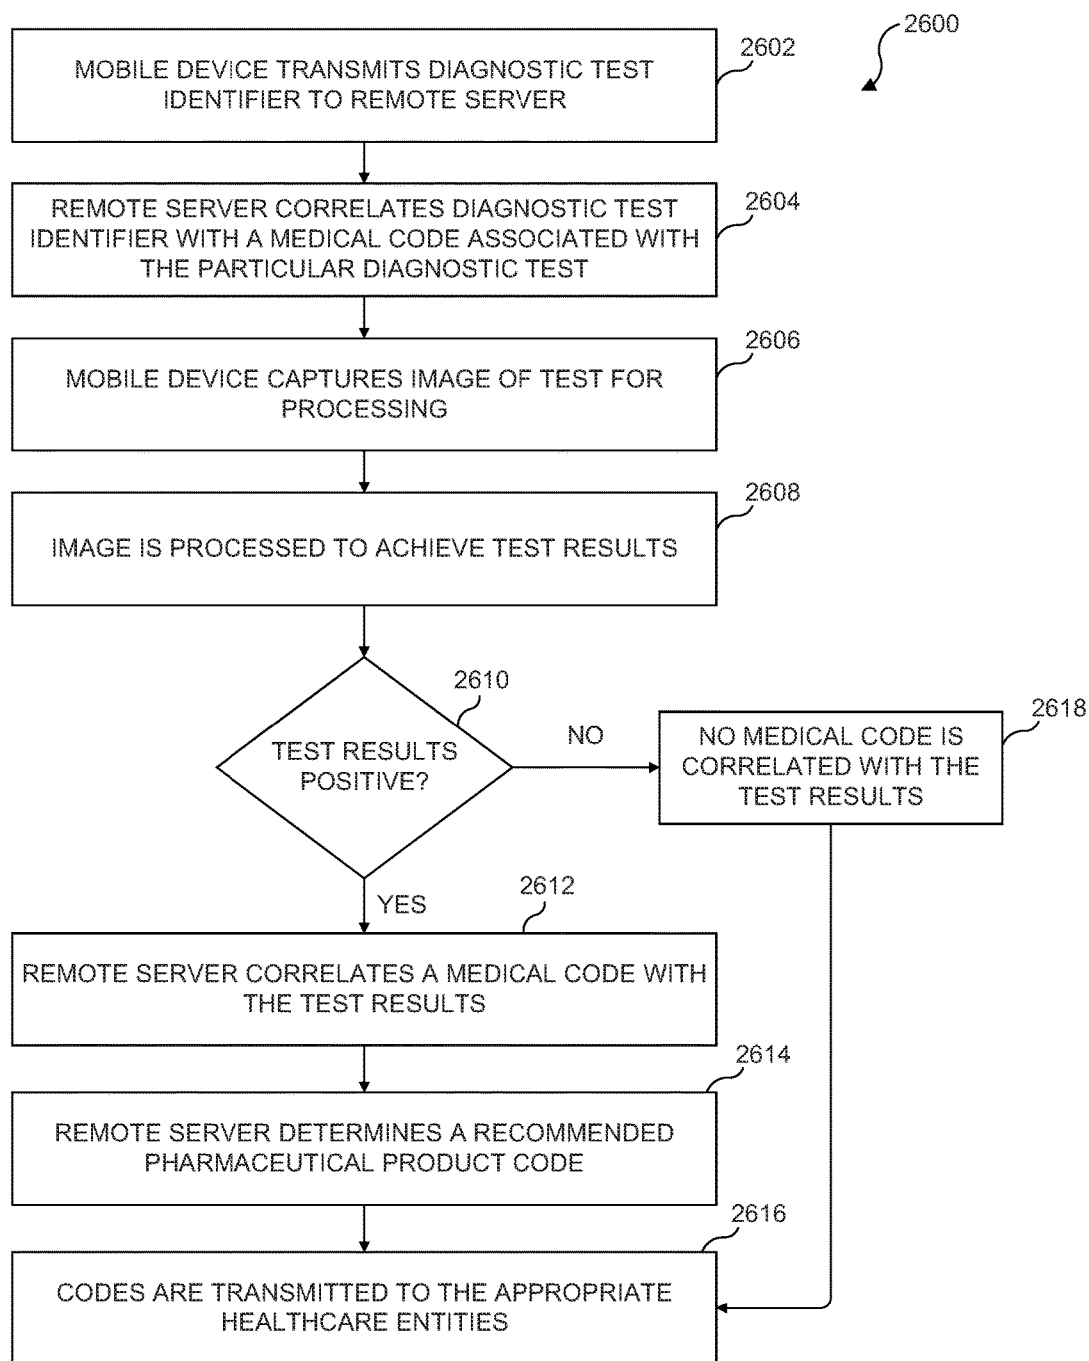 2600
2602
MOBILE DEVICE TRANSMITS DIAGNOSTIC TEST
IDENTIFIER TO REMOTE SERVER
2604
REMOTE SERVER CORRELATES DIAGNOSTIC TEST
IDENTIFIER WITH A MEDICAL CODE ASSOCIATED WITH
THE PARTICULAR DIAGNOSTIC TEST
2606
MOBILE DEVICE CAPTURES IMAGE OF TEST FOR
PROCESSING
2608
IMAGE IS PROCESSED TO ACHIEVE TEST RESULTS
2610
TEST RESULTS
POSITIVE?
NO
2618
NO MEDICAL CODE IS
CORRELATED WITH THE
TEST RESULTS
YES
2612
REMOTE SERVER CORRELATES A MEDICAL CODE WITH
THE TEST RESULTS
2614
REMOTE SERVER DETERMINES A RECOMMENDED
PHARMACEUTICAL PRODUCT CODE
2616
CODES ARE TRANSMITTED TO THE APPROPRIATE
HEALTHCARE ENTITIES